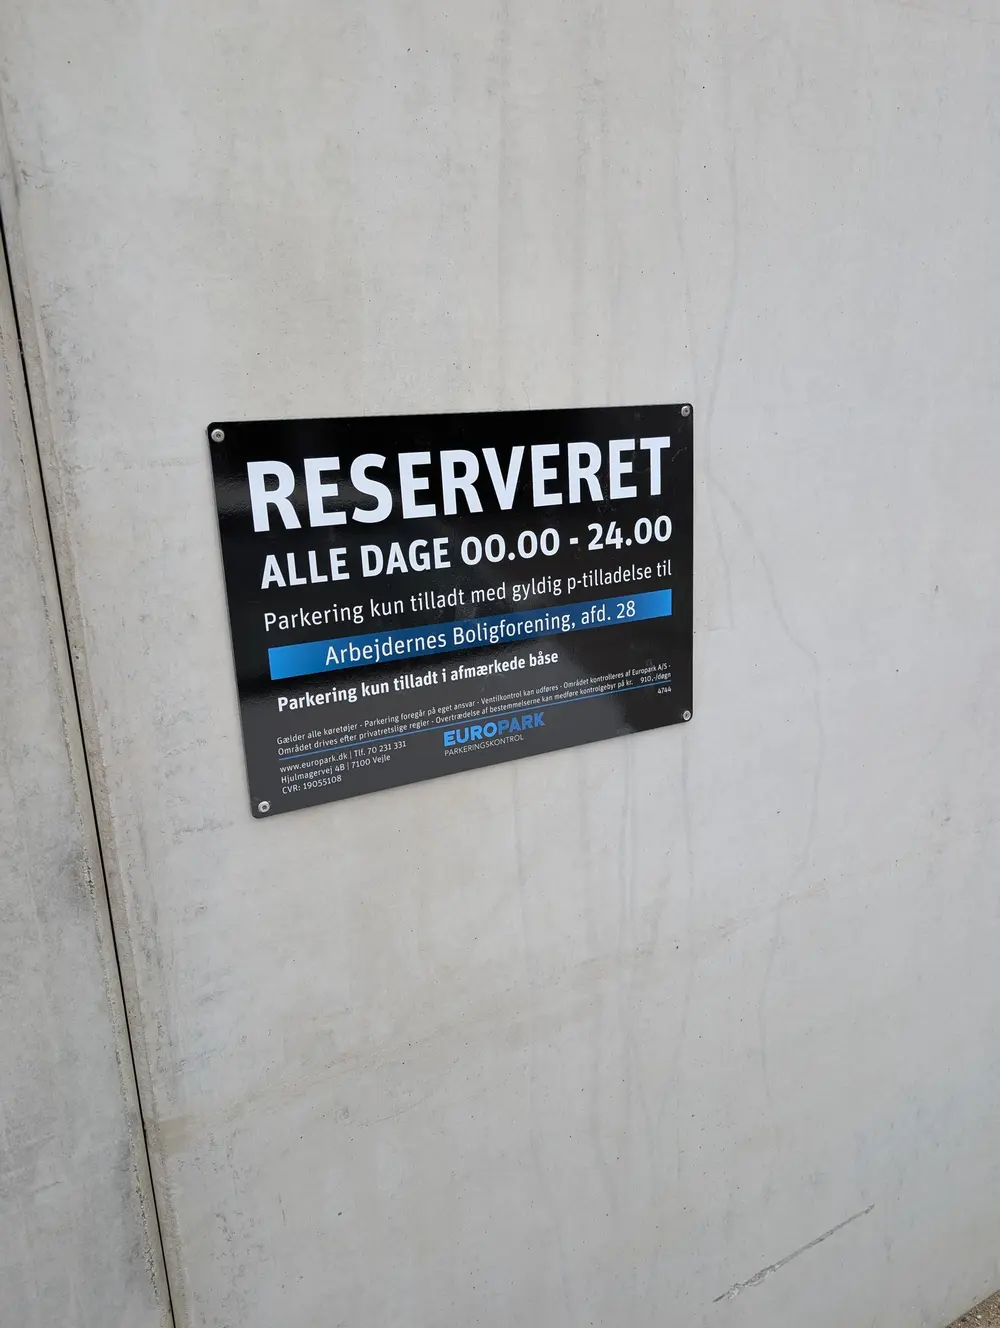 RESERVERET
ALLE DAGE 00.00 - 24.00
Parkering kun tilladt med gyldig p-tilladelse til
Arbejdernes Boligforening, afd. 28
Parkering kun tilladt i afmærkede båse
Gælder alle køretøjer - Parkering foregår på eget ansvar - Ventilkontrol kan udføres - Området kontrolleres af Europark A/S -
Området drives efter privatretslige regler - Overtrædelse af bestemmelserne kan medføre kontrolgebyr på kr. 910,-/døgn
4744
www.europark.dk | Tlf. 70 231 331
Hjulmagervej 4B | 7100 Vejle
CVR: 19055108
EUROPARK
PARKERINGSKONTROL